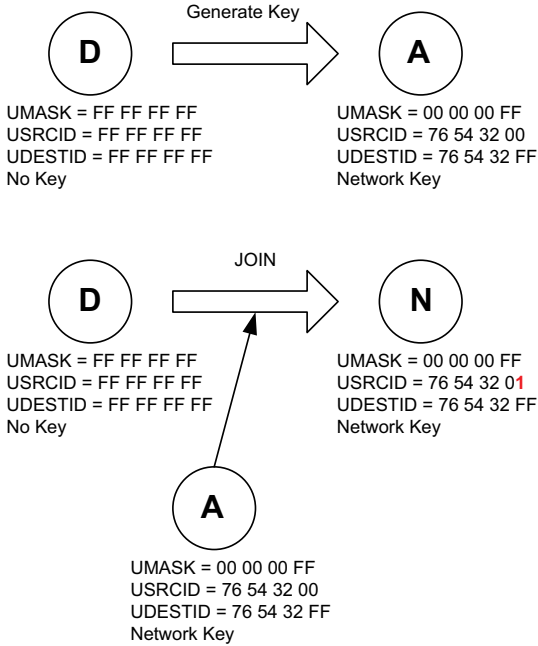 Generate Key
D
A
UMASK = FF FF FF FF
USRCID = FF FF FF FF
UDESTID = FF FF FF FF
No Key
UMASK = 00 00 00 FF
USRCID = 76 54 32 00
UDESTID = 76 54 32 FF
Network Key
JOIN
D
N
UMASK = FF FF FF FF
USRCID = FF FF FF FF
UDESTID = FF FF FF FF
No Key
UMASK = 00 00 00 FF
USRCID = 76 54 32 01
UDESTID = 76 54 32 FF
Network Key
A
UMASK = 00 00 00 FF
USRCID = 76 54 32 00
UDESTID = 76 54 32 FF
Network Key